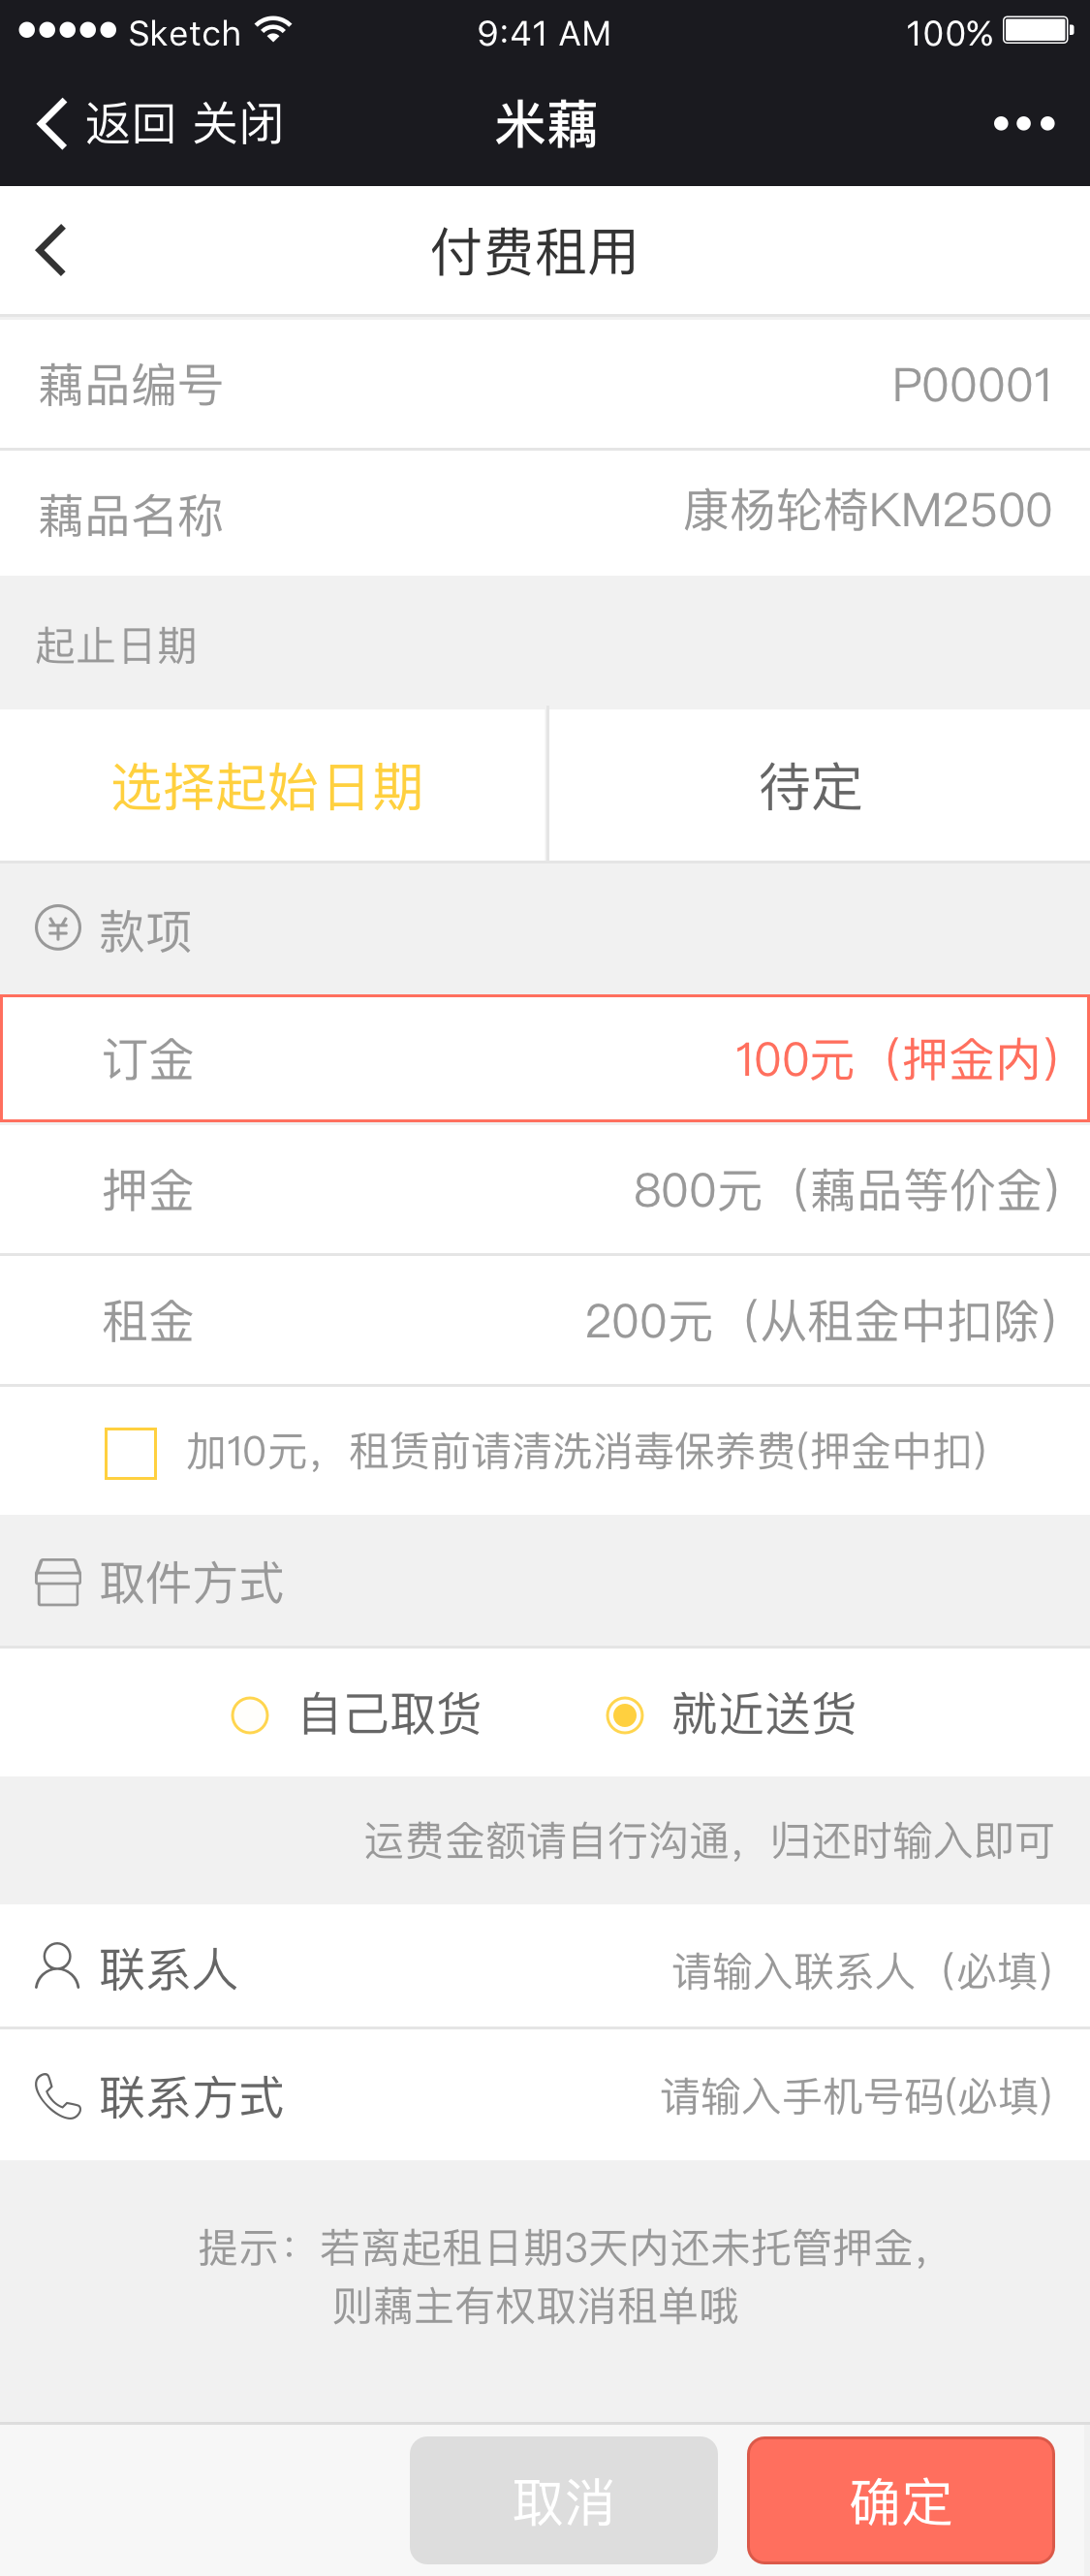 ●●●●● Sketch 9:41 AM 100%
返回 关闭 米藕 •••
付费租用
藕品编号 P00001
藕品名称 康杨轮椅KM2500
起止日期
选择起始日期 待定
¥ 款项
订金 100元（押金内）
押金 800元（藕品等价金）
租金 200元（从租金中扣除）
加10元，租赁前请清洗消毒保养费(押金中扣)
取件方式
自己取货 就近送货
运费金额请自行沟通，归还时输入即可
联系人 请输入联系人（必填）
联系方式 请输入手机号码(必填)
提示：若离起租日期3天内还未托管押金，
则藕主有权取消租单哦
取消 确定